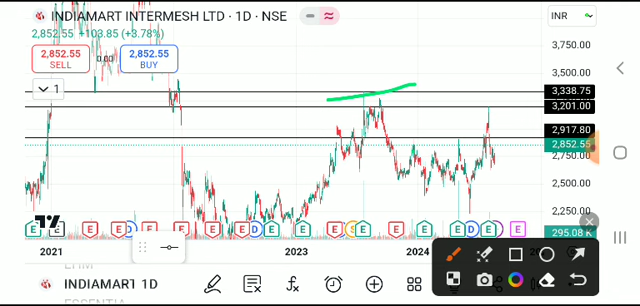 INDIAMART INTERMESH LTD · 1D · NSE
INR
2,852.55 +103.85 (+3.78%)
3,750.00
2,852.55
SELL
0.00
2,852.55
BUY
3,500.00
1
3,338.75
3,201.00
2,917.80
2,852.55
2,750.00
2,500.00
2,250.00
E E E D E E E E D E E E S E E E E D E E
295.08 K
2021
2023
2024
INDIAMART 1D